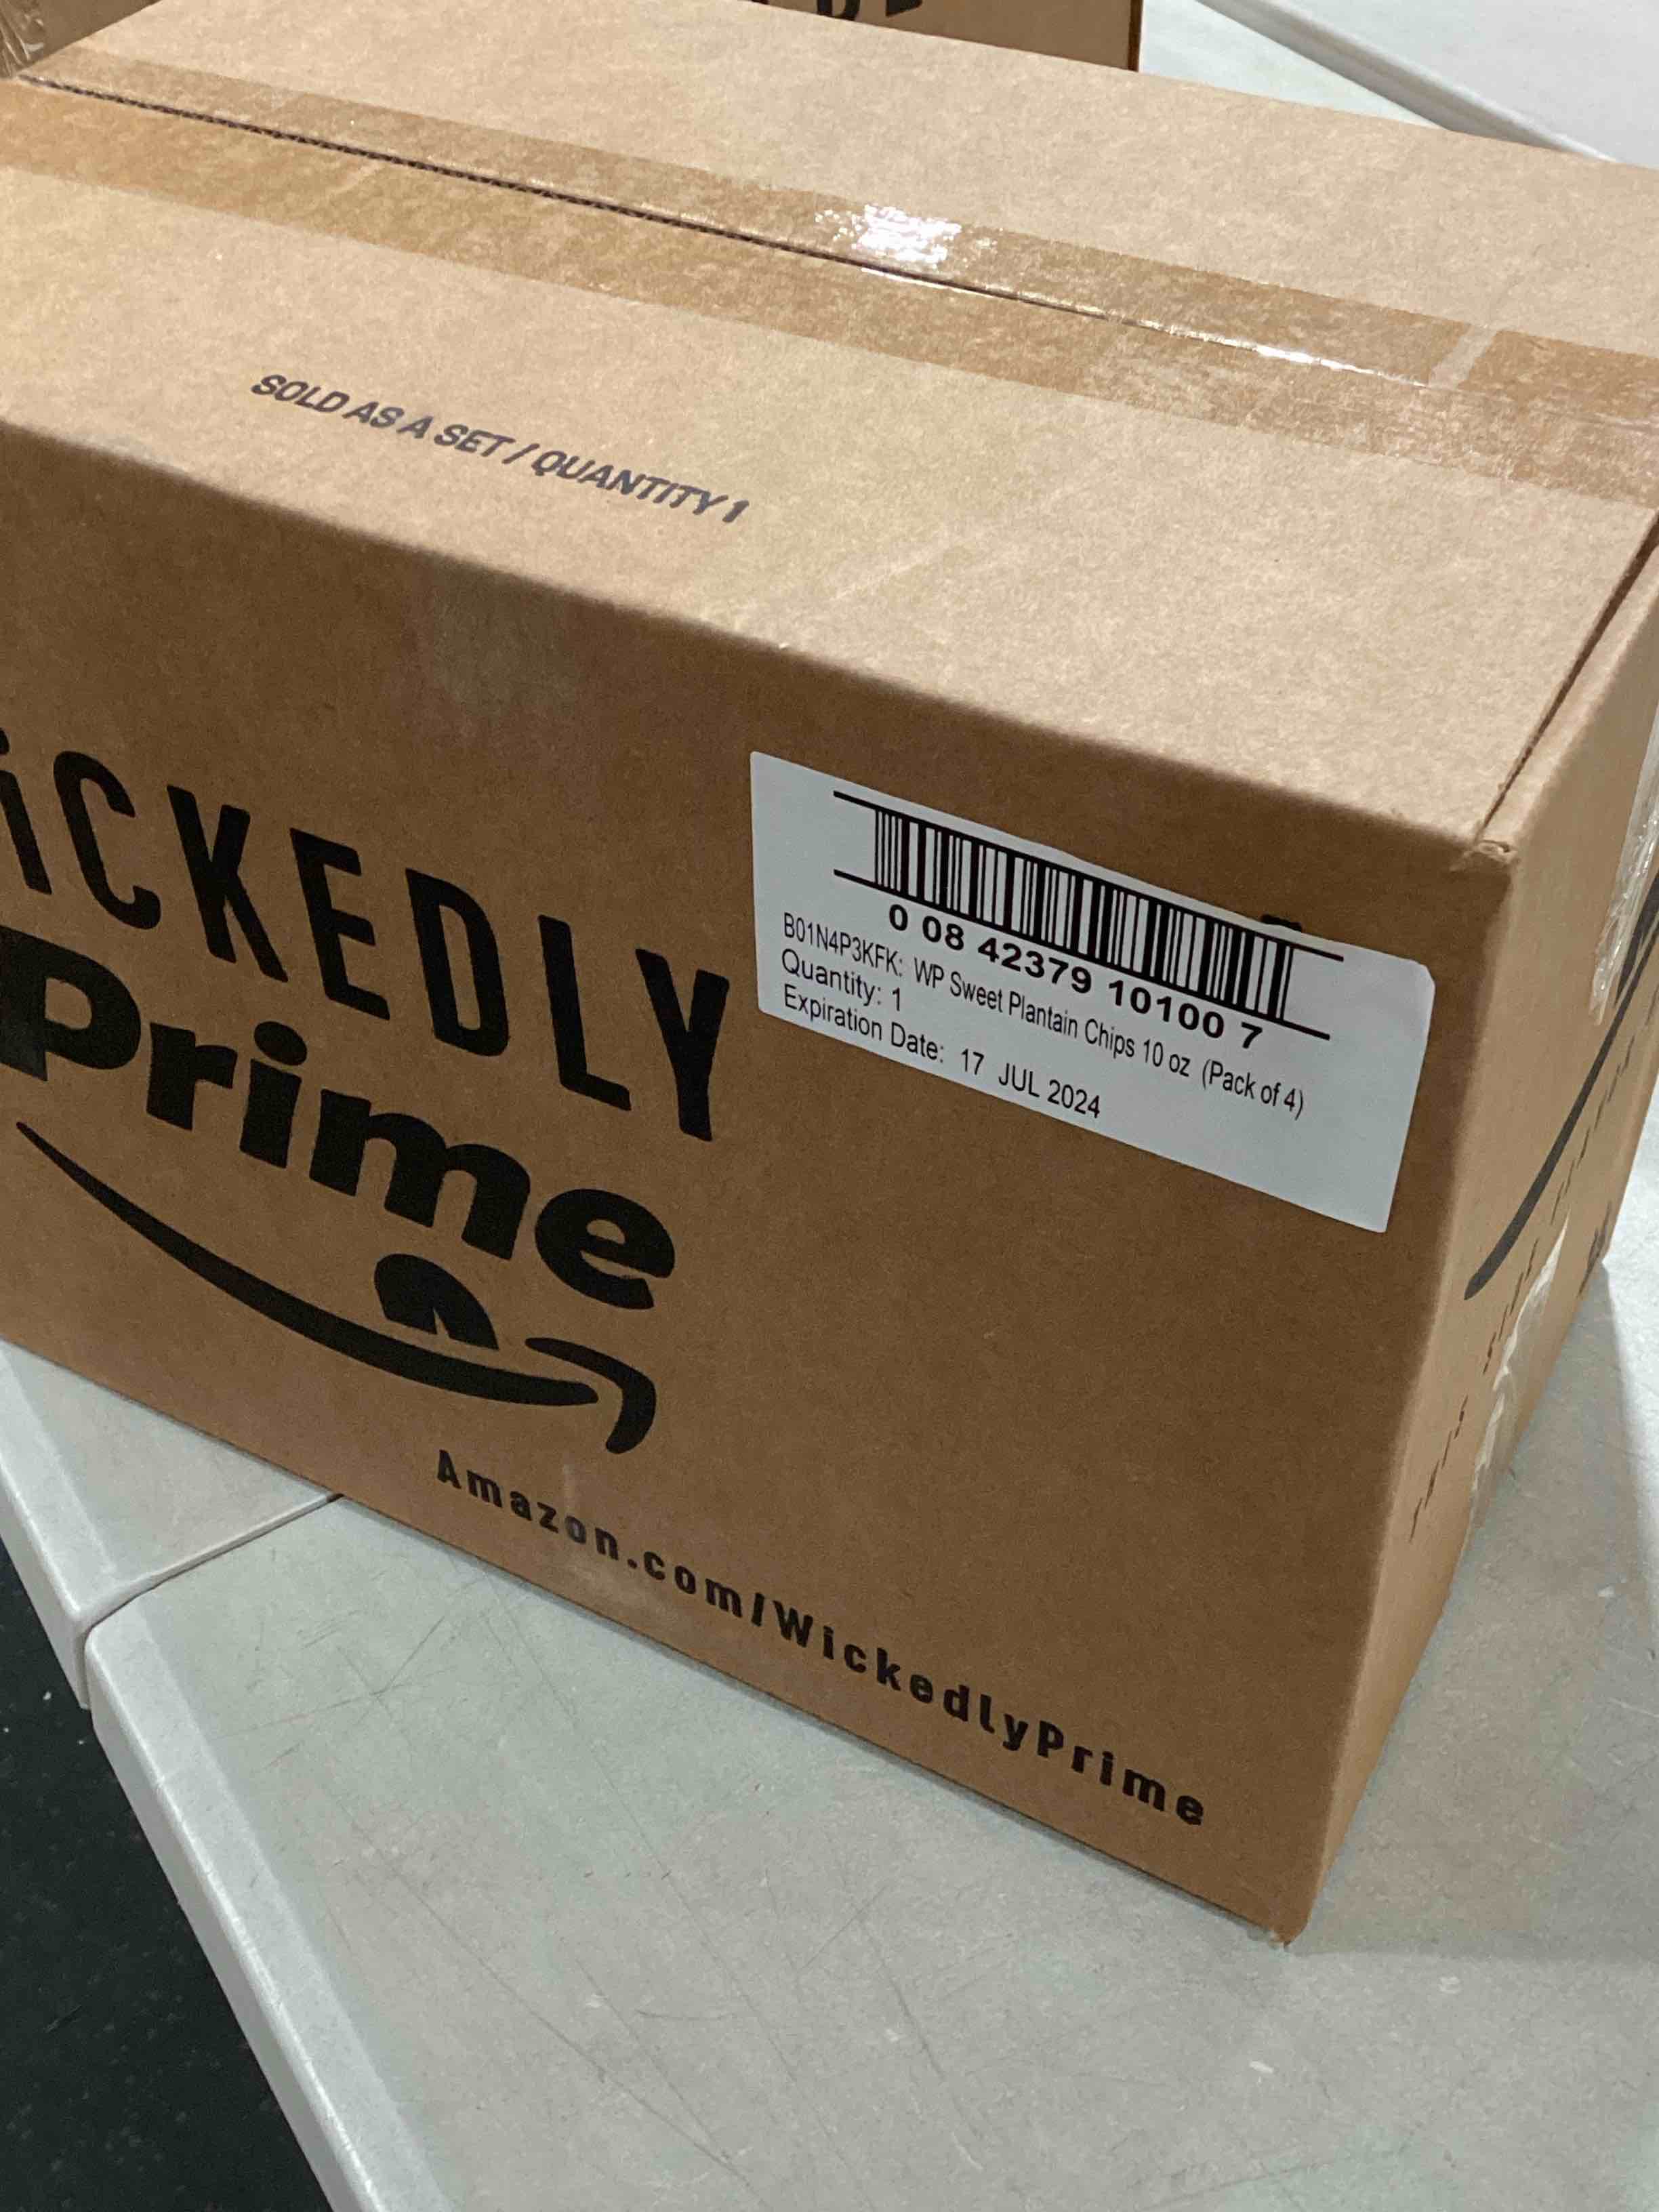 SOLD AS A SET / QUANTITY 1
iCKEDLY
Prime
0 08 42379 10100 7
B01N4P3KFK: WP Sweet Plantain Chips 10 oz (Pack of 4)
Quantity: 1
Expiration Date: 17 JUL 2024
Amazon.com/WickedlyPrime